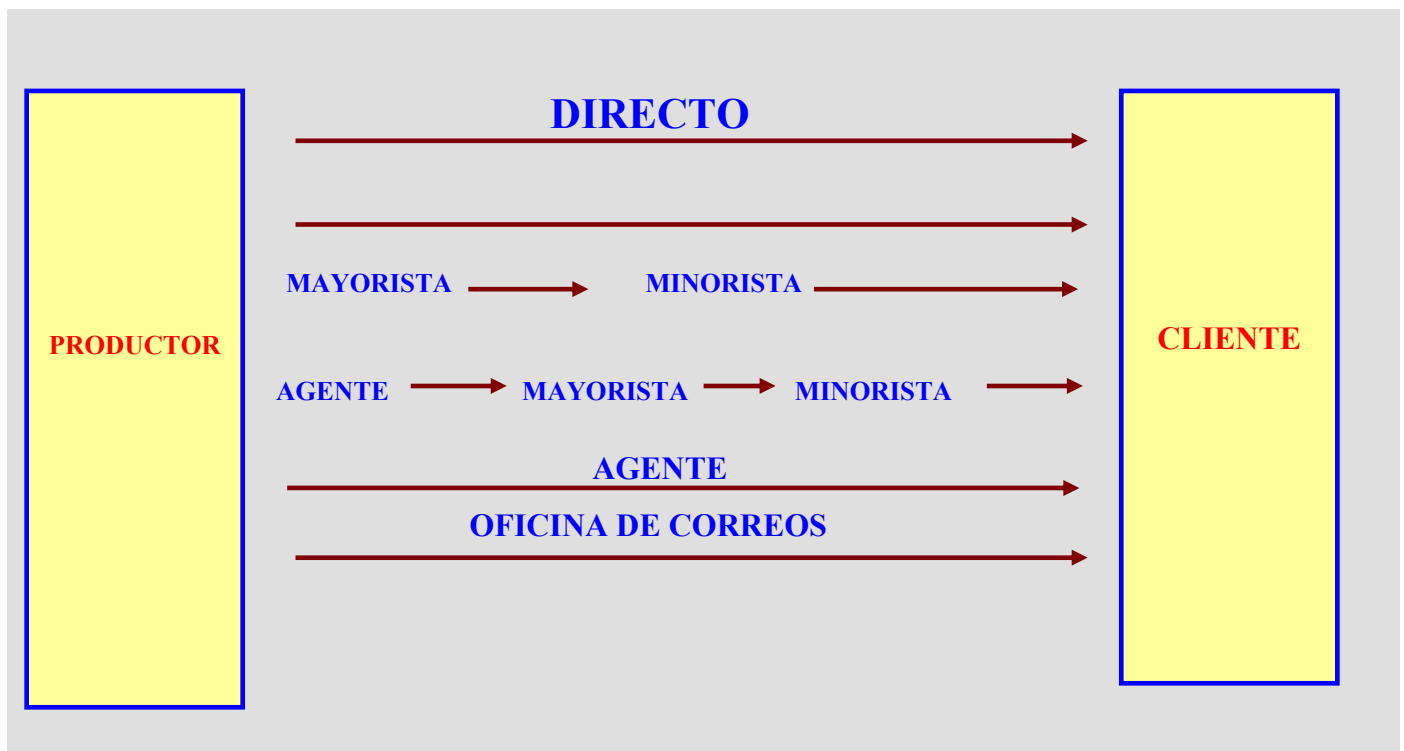 DIRECTO
MAYORISTA MINORISTA
PRODUCTOR
CLIENTE
AGENTE MAYORISTA MINORISTA
AGENTE
OFICINA DE CORREOS